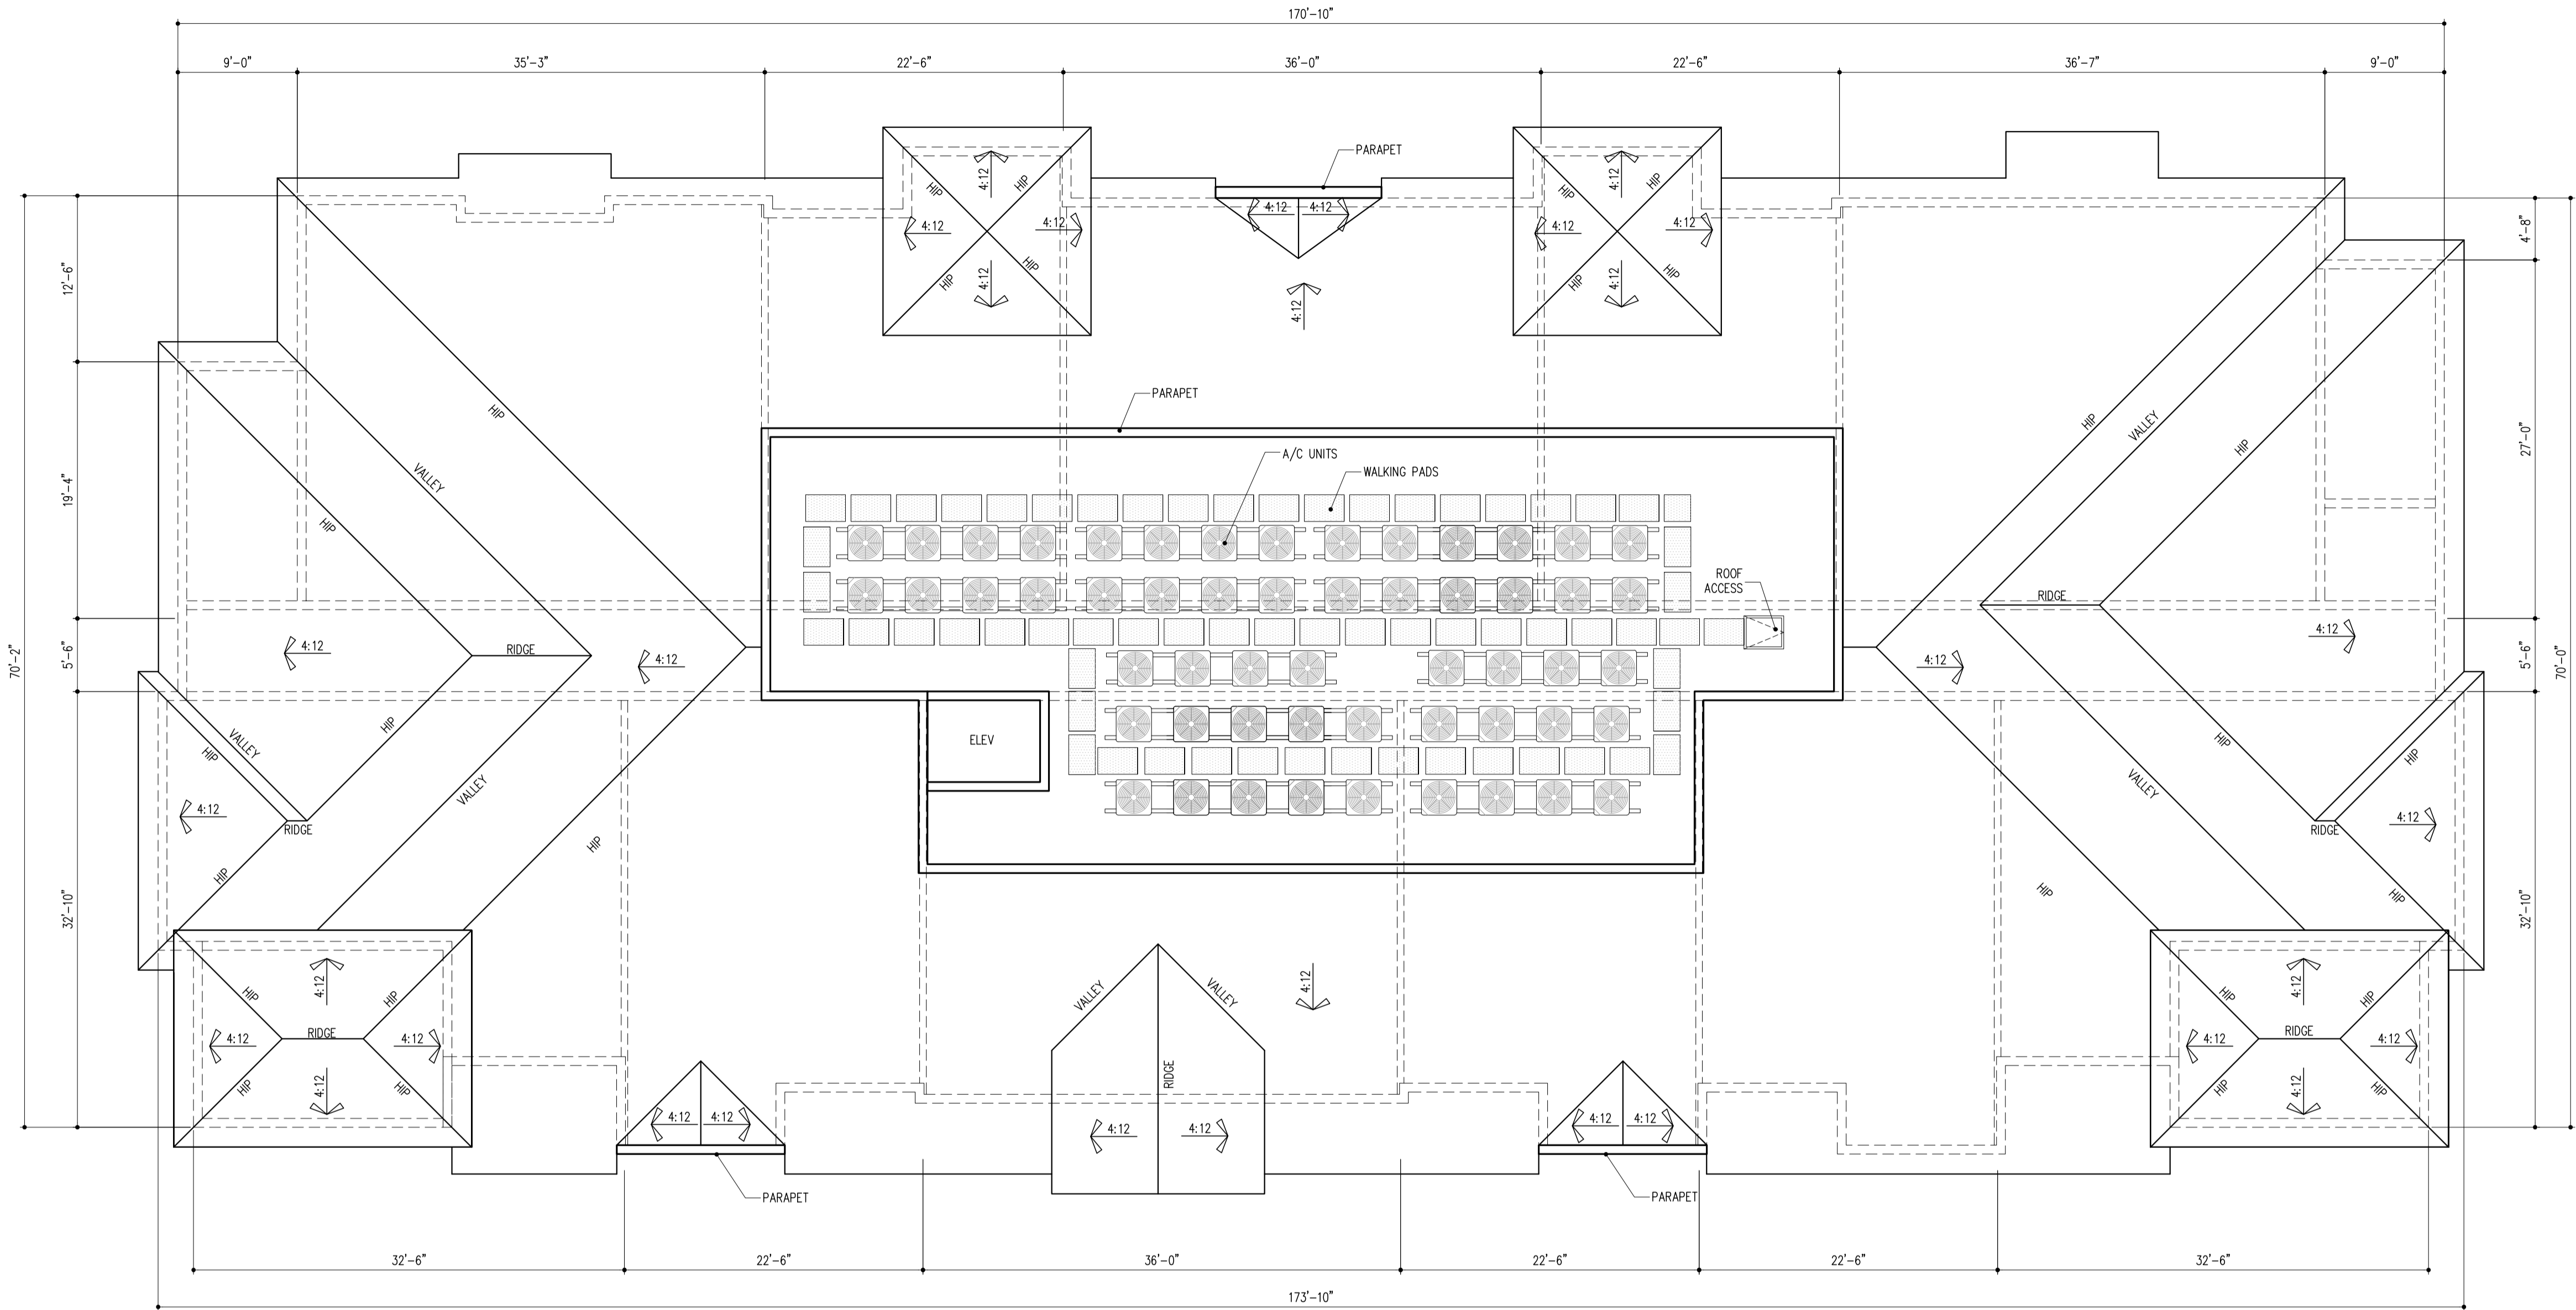 170'-10"
9'-0"
35'-3"
22'-6"
36'-0"
22'-6"
36'-7"
9'-0"
PARAPET
4:12
4:12
HIP
HIP
HIP
HIP
4:12
4:12
4:12
4:12
4:12
4:12
4:12
HIP
HIP
HIP
HIP
4:12
4:12
4:12
12'-6"
4'-8"
PARAPET
HIP
HIP
VALLEY
HIP
A/C UNITS
WALKING PADS
VALLEY
HIP
19'-4"
27'-0"
ROOF
ACCESS
RIDGE
70'-2"
5'-6"
4:12
RIDGE
4:12
4:12
4:12
5'-6"
70'-0"
VALLEY
HIP
HIP
ELEV
HIP
HIP
VALLEY
VALLEY
4:12
RIDGE
HIP
HIP
4:12
RIDGE
HIP
HIP
32'-10"
32'-10"
HIP
HIP
4:12
4:12
RIDGE
4:12
4:12
HIP
HIP
VALLEY
VALLEY
RIDGE
4:12
HIP
HIP
4:12
RIDGE
4:12
4:12
4:12
HIP
HIP
4:12
4:12
4:12
4:12
4:12
4:12
PARAPET
PARAPET
32'-6"
22'-6"
36'-0"
22'-6"
22'-6"
32'-6"
173'-10"